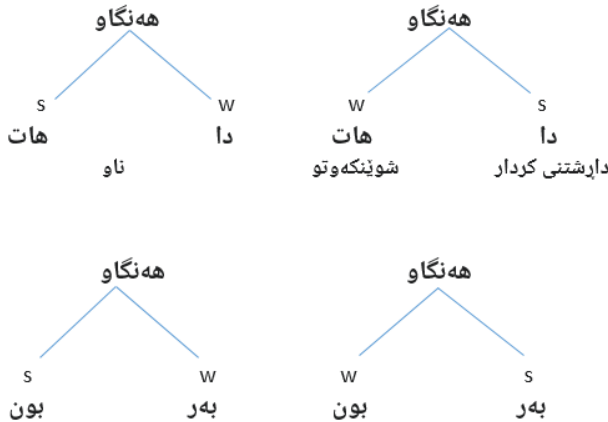 هەنگاو هەنگاو
s w w s
دا هات دا هات
داڕشتنی کردار شوێنکەوتو ناو
هەنگاو هەنگاو
s w w s
بەر بون بەر بون